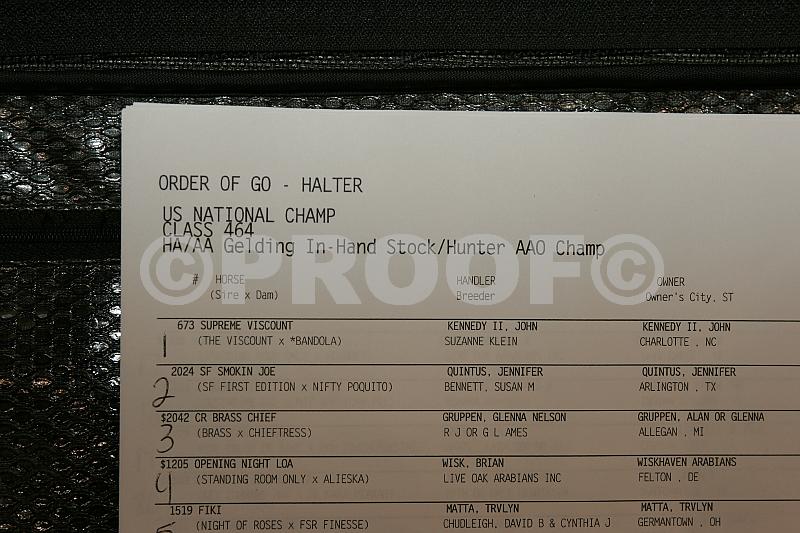 ORDER OF GO - HALTER
US NATIONAL CHAMP
CLASS 464
HA/AA Gelding In-Hand Stock/Hunter AAO Champ
©PROOF©
# HORSE HANDLER OWNER
(Sire x Dam) Breeder Owner's City, ST
673 SUPREME VISCOUNT KENNEDY II, JOHN KENNEDY II, JOHN
1 (THE VISCOUNT x *BANDOLA) SUZANNE KLEIN CHARLOTTE , NC
2024 SF SMOKIN JOE QUINTUS, JENNIFER QUINTUS, JENNIFER
2 (SF FIRST EDITION x NIFTY POQUITO) BENNETT, SUSAN M ARLINGTON , TX
$2042 CR BRASS CHIEF GRUPPEN, GLENNA NELSON GRUPPEN, ALAN OR GLENNA
3 (BRASS x CHIEFTRESS) R J OR G L AMES ALLEGAN , MI
$1205 OPENING NIGHT LOA WISK, BRIAN WISKHAVEN ARABIANS
4 (STANDING ROOM ONLY x ALIESKA) LIVE OAK ARABIANS INC FELTON , DE
1519 FIKI MATTA, TRVLYN MATTA, TRVLYN
5 (NIGHT OF ROSES x FSR FINESSE) CHUDLEIGH, DAVID B & CYNTHIA J GERMANTOWN , OH